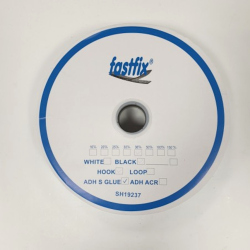 fastfix®
WHITE BLACK
HOOK LOOP
ADH S GLUE ✓ ADH ACR
SH19237